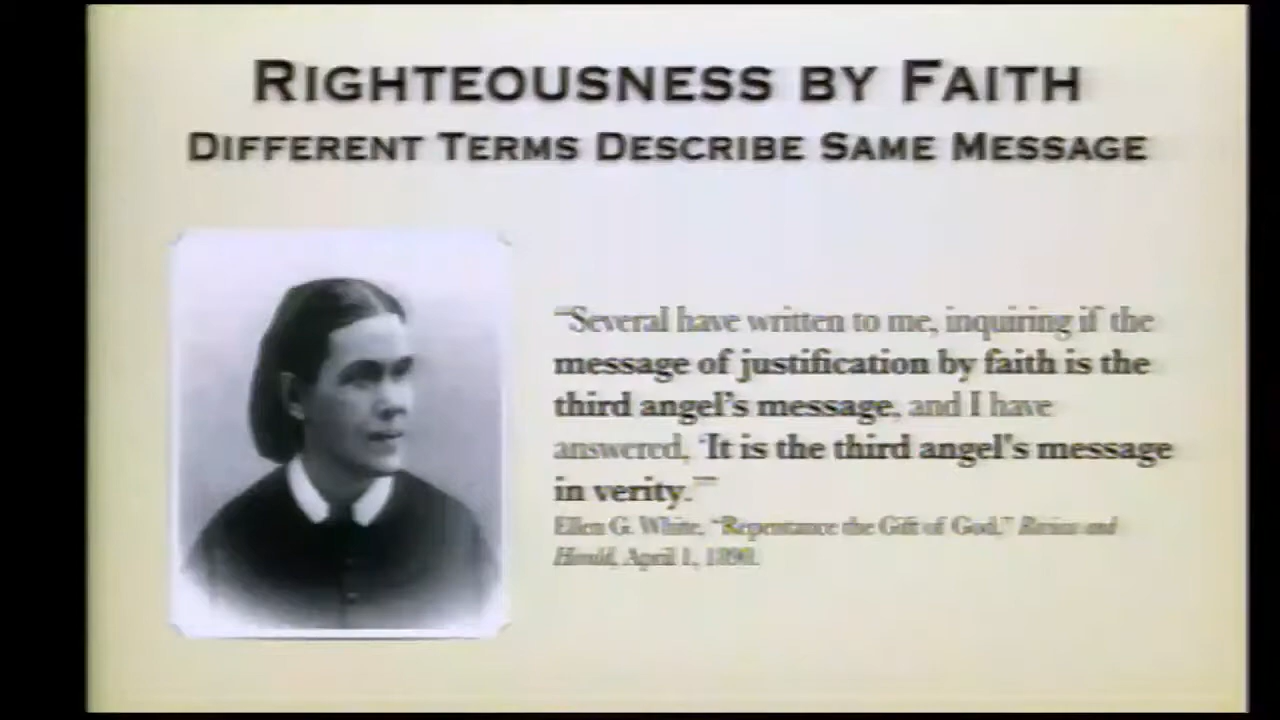 RIGHTEOUSNESS BY FAITH
DIFFERENT TERMS DESCRIBE SAME MESSAGE
“Several have written to me, inquiring if the
message of justification by faith is the
third angel’s message, and I have
answered, ‘It is the third angel's message
in verity.’”
Ellen G. White, “Repentance the Gift of God,” Review and
Herald, April 1, 1890.